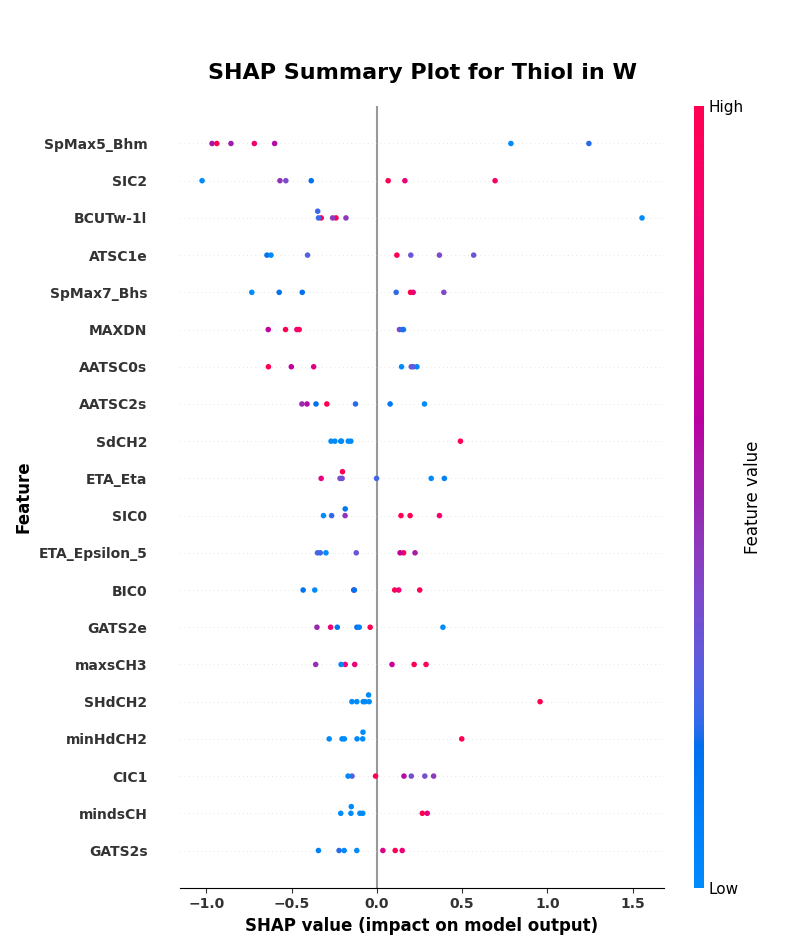 SHAP Summary Plot for Thiol in W
High
SpMax5_Bhm
SIC2
BCUTw-1l
ATSC1e
SpMax7_Bhs
MAXDN
AATSC0s
AATSC2s
SdCH2
ETA_Eta
SIC0
ETA_Epsilon_5
BIC0
GATS2e
maxsCH3
SHdCH2
minHdCH2
CIC1
mindsCH
GATS2s
Feature
Feature value
Low
−1.0 −0.5 0.0 0.5 1.0 1.5
SHAP value (impact on model output)